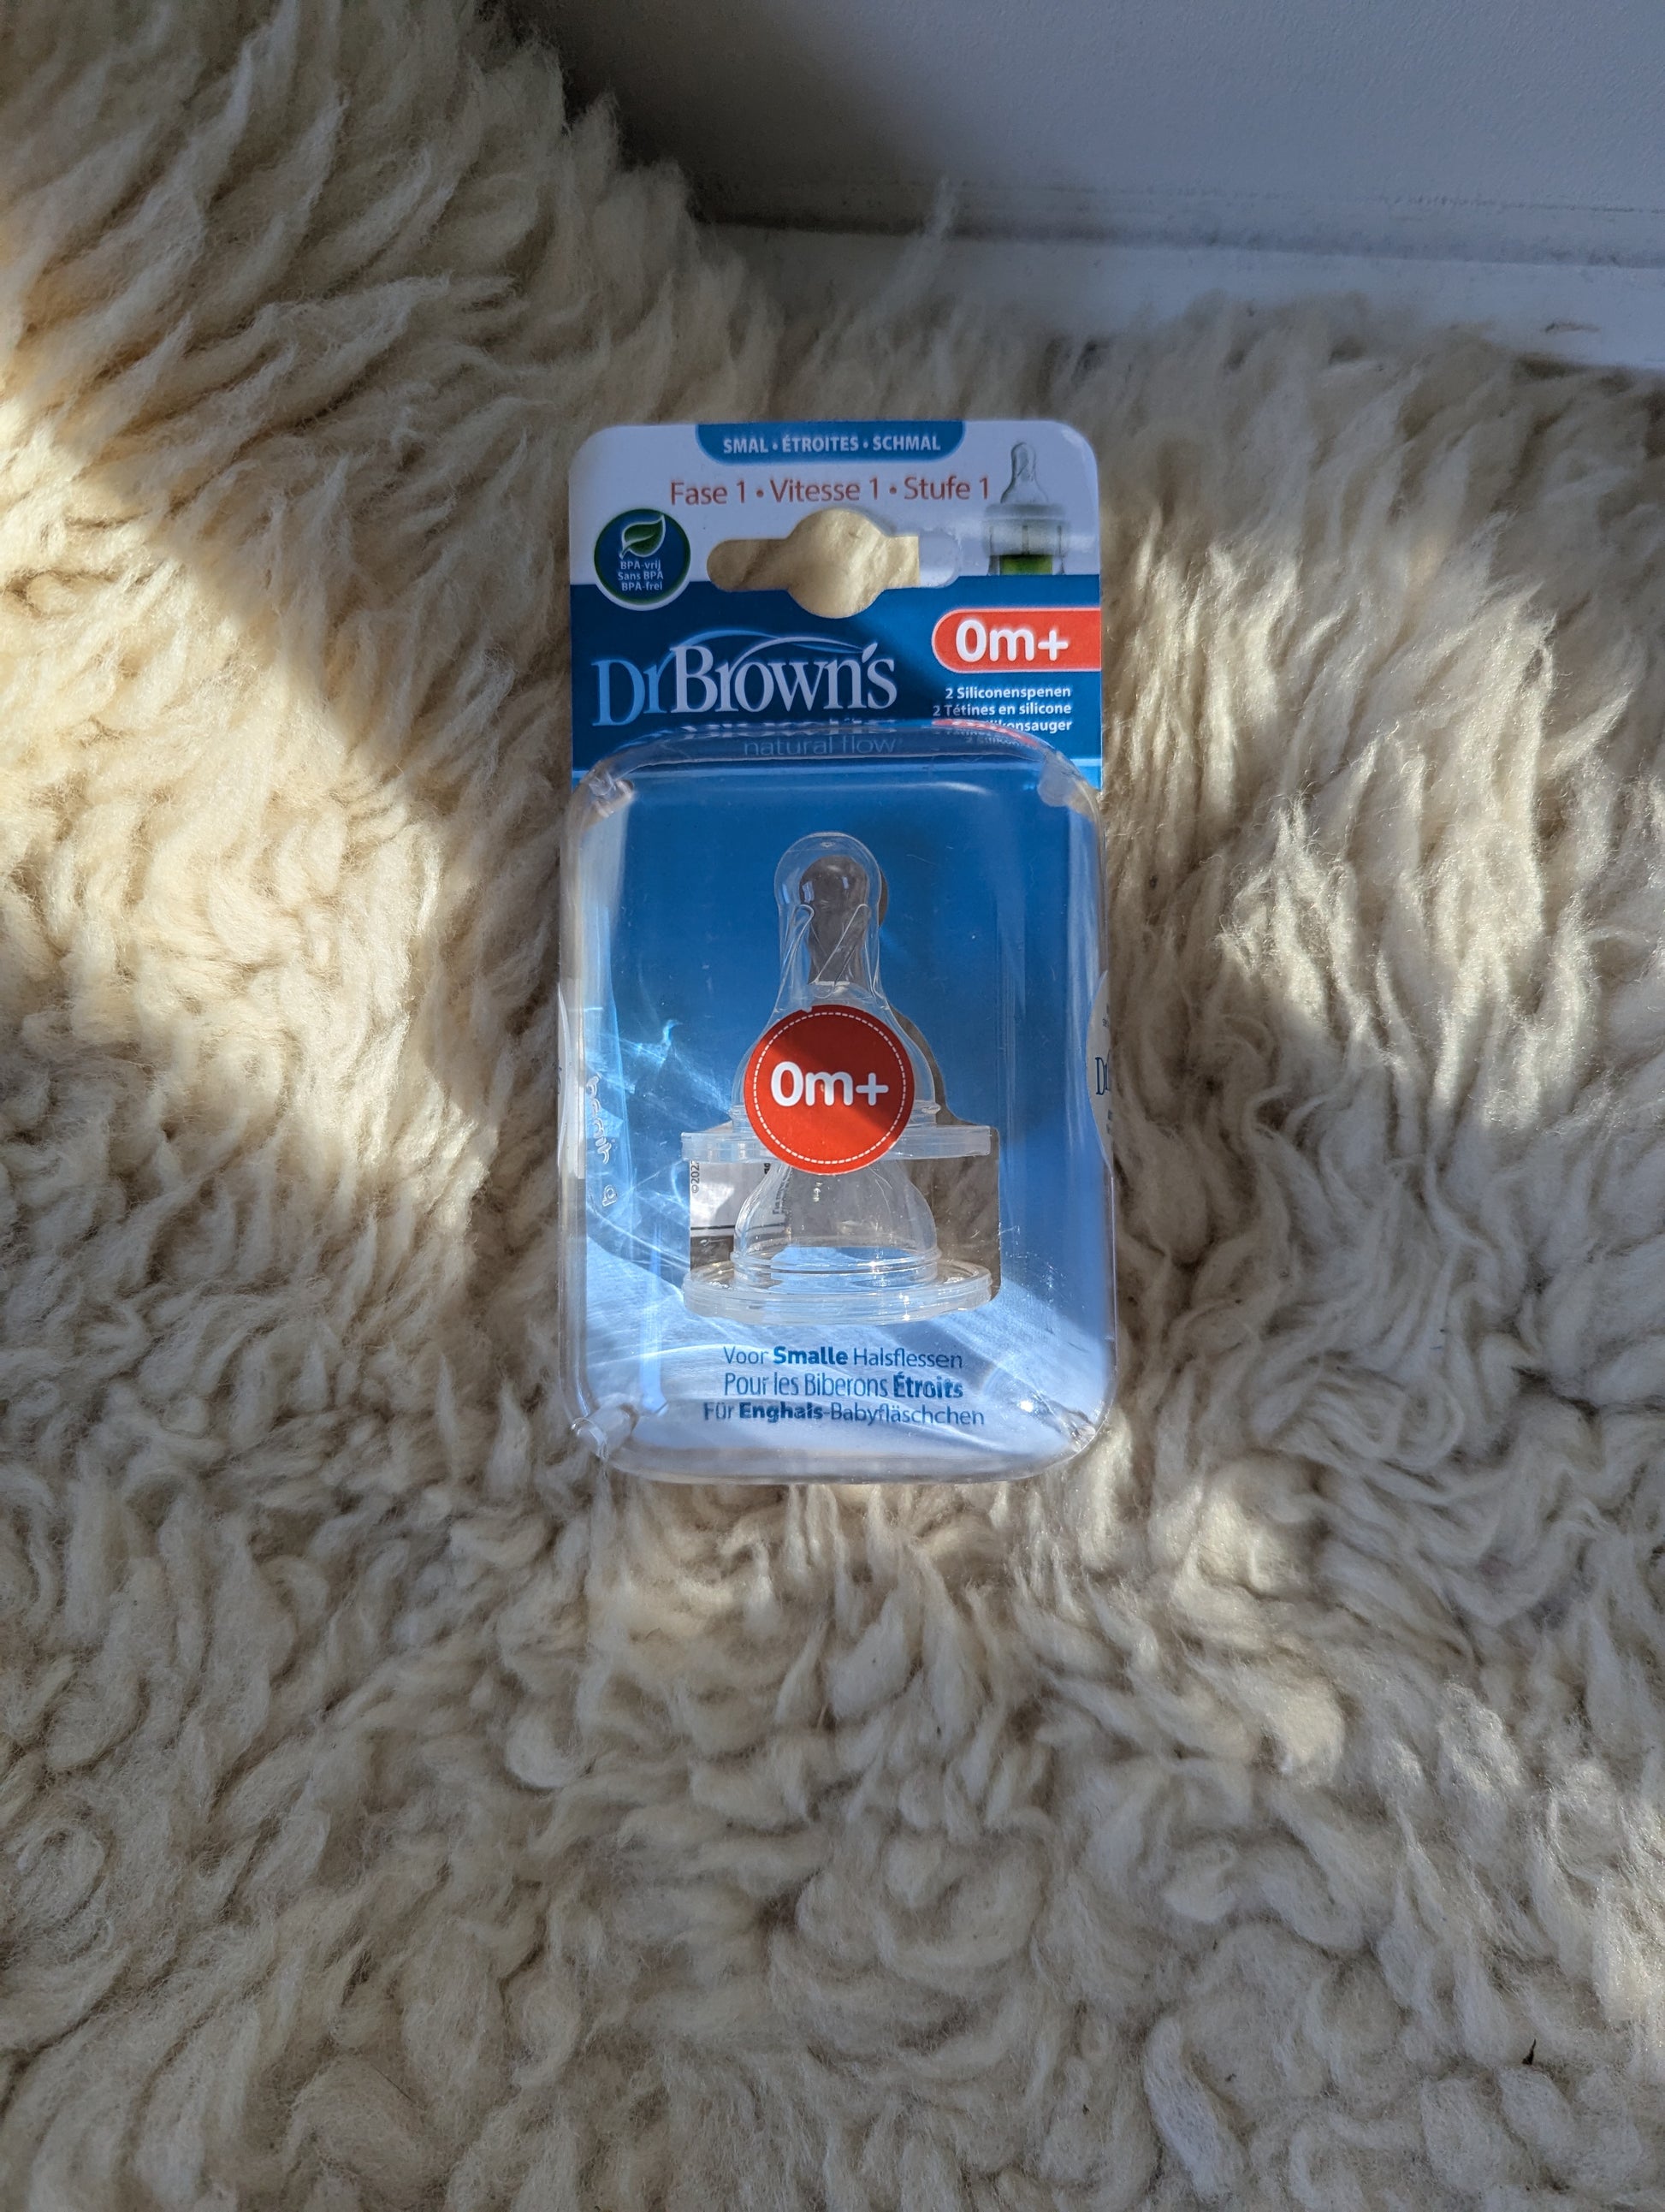 SMAL • ÉTROITES • SCHMAL
Fase 1 • Vitesse 1 • Stufe 1
BPA-vrij
Sans BPA
BPA-frei
Dr Brown's
natural flow
0m+
2 Siliconenspenen
2 Tétines en silicone
0m+
Voor Smalle Halsflessen
Pour les Biberons Étroits
Für Enghals-Babyfläschchen